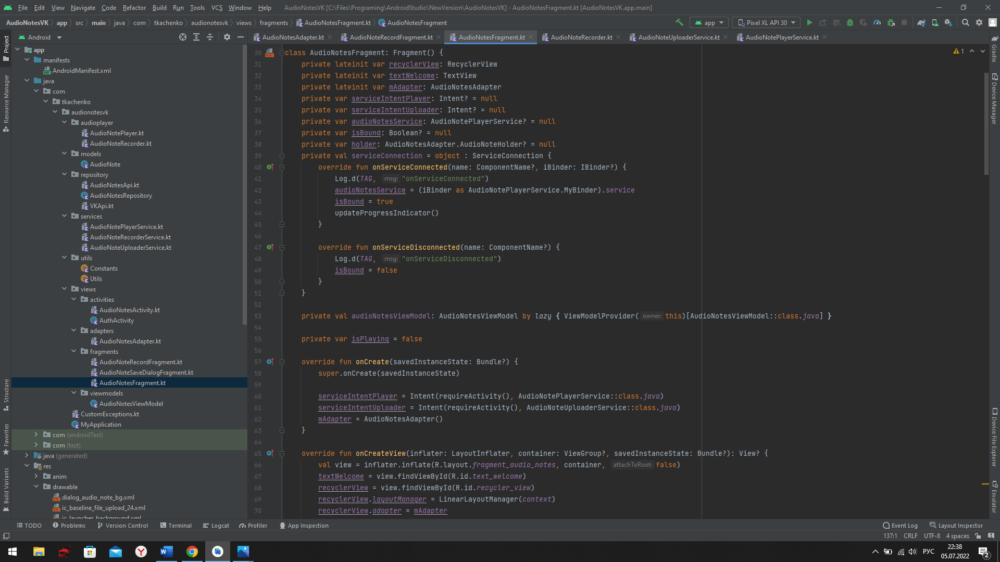 File Edit View Navigate Code Refactor Build Run Tools VCS Window Help AudioNotesVK [C:\Files\Programing\AndroidStudio\NewVersion\AudioNotesVK] - AudioNotesFragment.kt [AudioNotesVK.app.main]
AudioNotesVK app src main java com tkachenko audionotesvk views fragments AudioNotesFragment.kt AudioNotesFragment app Pixel XL API 30
Android AudioNotesAdapter.kt AudioNoteRecordFragment.kt AudioNotesFragment.kt AudioNoteRecorder.kt AudioNoteUploaderService.kt AudioNotePlayerService.kt
Project
Resource Manager
Structure
Favorites
Build Variants
app
manifests
AndroidManifest.xml
java
com
tkachenko
audionotesvk
audioplayer
AudioNotePlayer.kt
AudioNoteRecorder.kt
models
AudioNote
repository
AudioNotesApi.kt
AudioNotesRepository
VKApi.kt
services
AudioNotePlayerService.kt
AudioNoteRecorderService.kt
AudioNoteUploaderService.kt
utils
Constants
Utils
views
activities
AudioNotesActivity.kt
AuthActivity
adapters
AudioNotesAdapter.kt
fragments
AudioNoteRecordFragment.kt
AudioNoteSaveDialogFragment.kt
AudioNotesFragment.kt
viewmodels
AudioNotesViewModel
CustomExceptions.kt
MyApplication
com (androidTest)
com (test)
java (generated)
res
anim
drawable
dialog_audio_note_bg.xml
ic_baseline_file_upload_24.xml
ic_launcher_background.xml
30 class AudioNotesFragment: Fragment() {
31 private lateinit var recyclerView: RecyclerView
32 private lateinit var textWelcome: TextView
33 private lateinit var mAdapter: AudioNotesAdapter
34 private var serviceIntentPlayer: Intent? = null
35 private var serviceIntentUploader: Intent? = null
36 private var audioNotesService: AudioNotePlayerService? = null
37 private var isBound: Boolean? = null
38 private var holder: AudioNotesAdapter.AudioNoteHolder? = null
39 private val serviceConnection = object : ServiceConnection {
40 override fun onServiceConnected(name: ComponentName?, iBinder: IBinder?) {
41 Log.d(TAG, msg: "onServiceConnected")
42 audioNotesService = (iBinder as AudioNotePlayerService.MyBinder).service
43 isBound = true
44 updateProgressIndicator()
45 }
46
47 override fun onServiceDisconnected(name: ComponentName?) {
48 Log.d(TAG, msg: "onServiceDisconnected")
49 isBound = false
50 }
51 }
52
53 private val audioNotesViewModel: AudioNotesViewModel by lazy { ViewModelProvider( owner: this)[AudioNotesViewModel::class.java] }
54
55 private var isPlaying = false
56
57 override fun onCreate(savedInstanceState: Bundle?) {
58 super.onCreate(savedInstanceState)
59
60 serviceIntentPlayer = Intent(requireActivity(), AudioNotePlayerService::class.java)
61 serviceIntentUploader = Intent(requireActivity(), AudioNoteUploaderService::class.java)
62 mAdapter = AudioNotesAdapter()
63 }
64
65 override fun onCreateView(inflater: LayoutInflater, container: ViewGroup?, savedInstanceState: Bundle?): View? {
66 val view = inflater.inflate(R.layout.fragment_audio_notes, container, attachToRoot: false)
67 textWelcome = view.findViewById(R.id.text_welcome)
68 recyclerView = view.findViewById(R.id.recycler_view)
69 recyclerView.layoutManager = LinearLayoutManager(context)
70 recyclerView.adapter = mAdapter
1
Gradle
Device Manager
Device File Explorer
Emulator
TODO Problems Version Control Terminal Logcat Profiler App Inspection Event Log Layout Inspector
137:1 CRLF UTF-8 4 spaces
РУС 22:38
05.07.2022
2